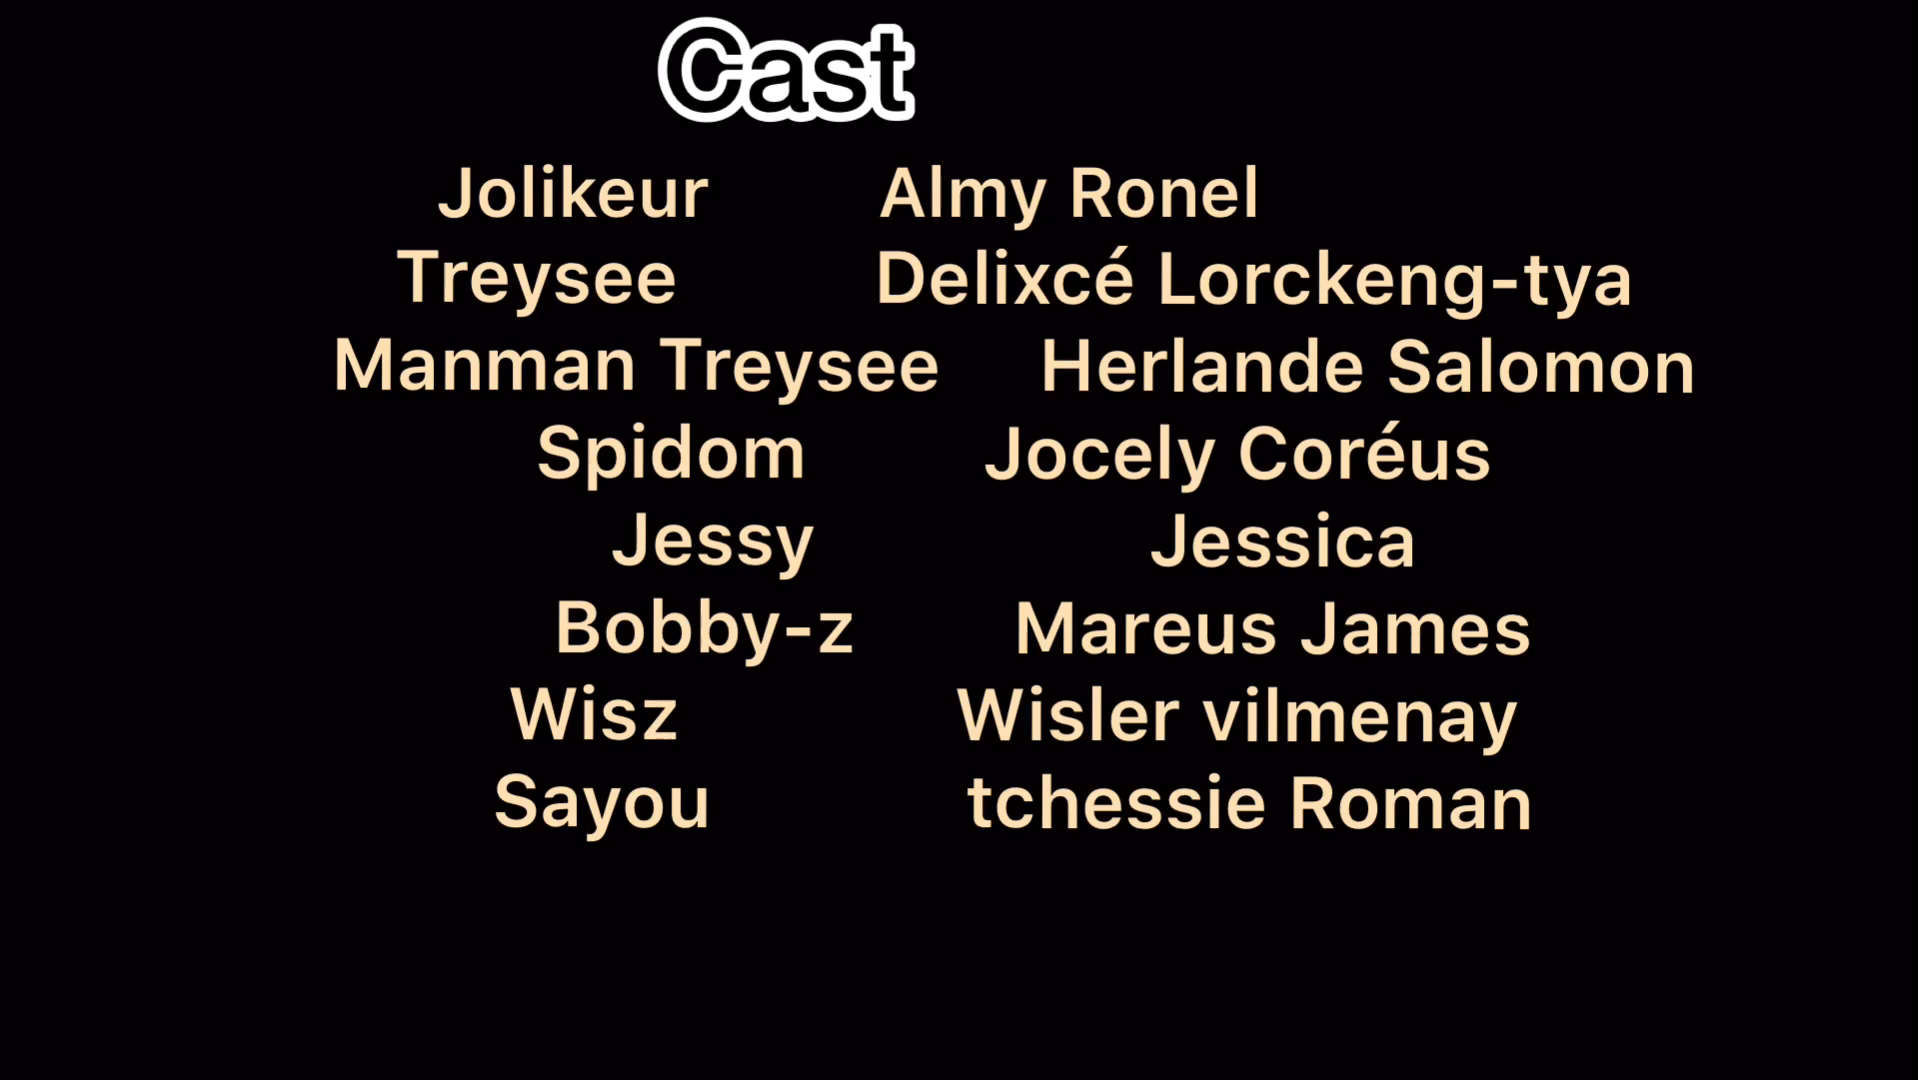 Cast
Jolikeur Almy Ronel
Treysee Delixcé Lorckeng-tya
Manman Treysee Herlande Salomon
Spidom Jocely Coréus
Jessy Jessica
Bobby-z Mareus James
Wisz Wisler vilmenay
Sayou tchessie Roman